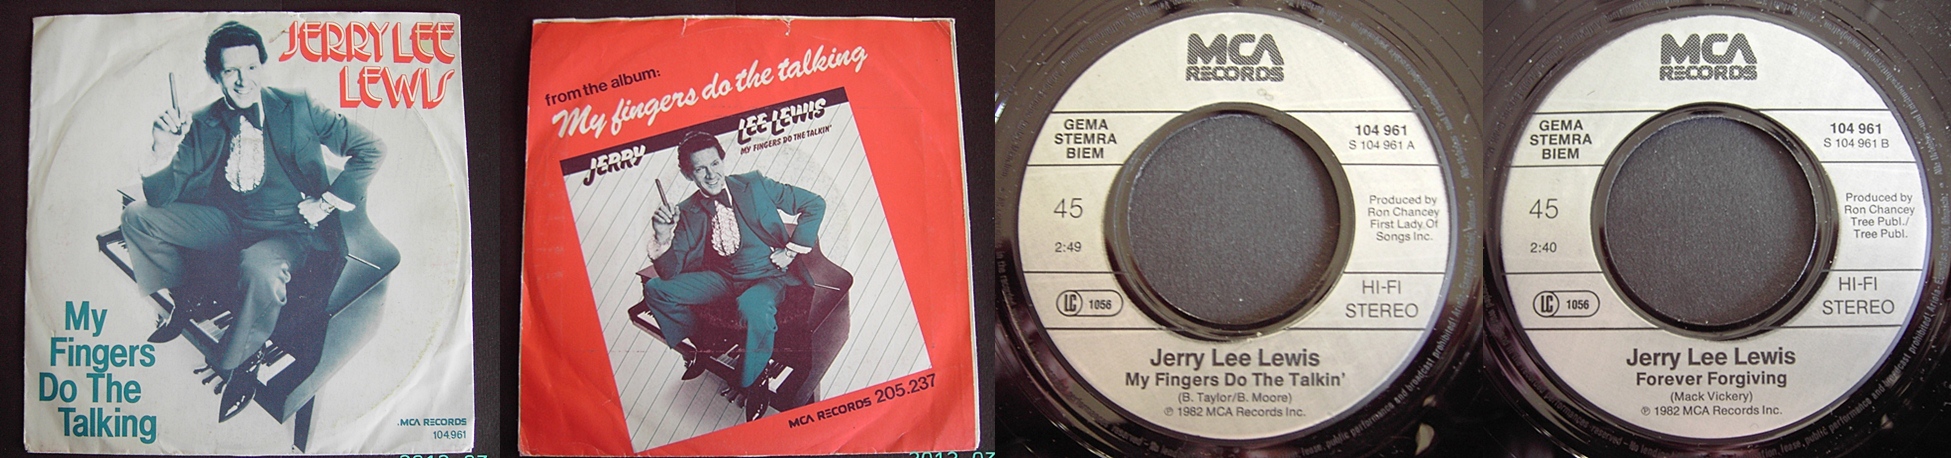 JERRY LEE
LEWIS
My
Fingers
Do The
Talking
MCA RECORDS
104.961
from the album:
My fingers do the talking
JERRY
LEE LEWIS
MY FINGERS DO THE TALKIN'
MCA RECORDS 205.237
MCA
RECORDS
GEMA
STEMRA
BIEM
104 961
S 104 961 A
45
2:49
Produced by
Ron Chancey
First Lady Of
Songs Inc.
LC 1056
HI-FI
STEREO
Jerry Lee Lewis
My Fingers Do The Talkin'
(B. Taylor/B. Moore)
℗ 1982 MCA Records Inc.
MCA
RECORDS
GEMA
STEMRA
BIEM
104 961
S 104 961 B
45
2:40
Produced by
Ron Chancey
Tree Publ./
Tree Publ.
LC 1056
HI-FI
STEREO
Jerry Lee Lewis
Forever Forgiving
(Mack Vickery)
℗ 1982 MCA Records Inc.